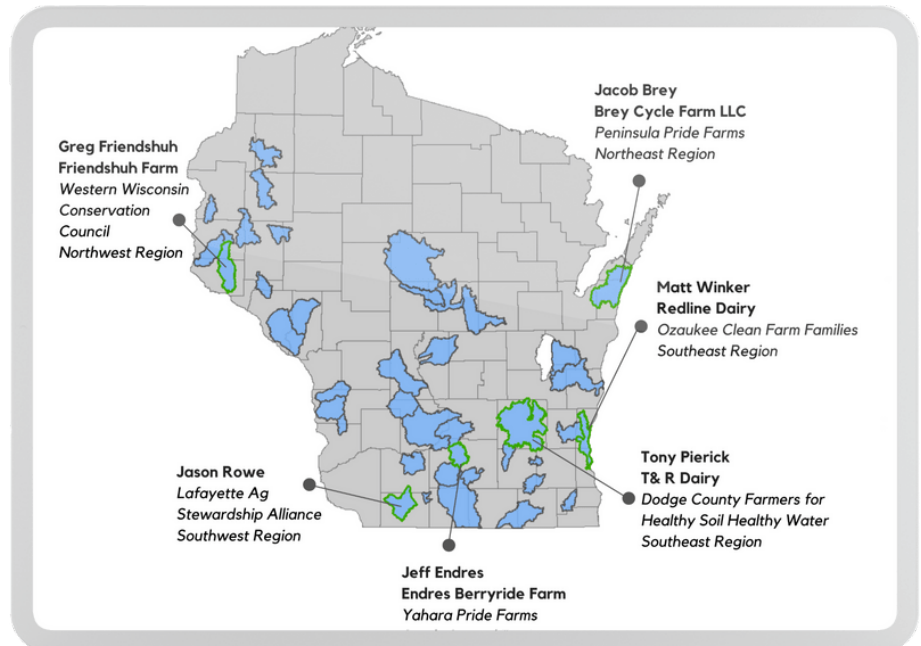 Jacob Brey
Brey Cycle Farm LLC
Peninsula Pride Farms
Northeast Region
Greg Friendshuh
Friendshuh Farm
Western Wisconsin
Conservation
Council
Northwest Region
Matt Winker
Redline Dairy
Ozaukee Clean Farm Families
Southeast Region
Tony Pierick
T& R Dairy
Dodge County Farmers for
Healthy Soil Healthy Water
Southeast Region
Jason Rowe
Lafayette Ag
Stewardship Alliance
Southwest Region
Jeff Endres
Endres Berryride Farm
Yahara Pride Farms